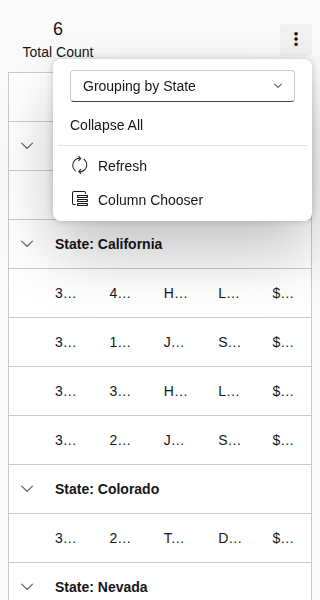 6
Total Count
Grouping by State
Collapse All
Refresh
Column Chooser
State: California
3... 4... H... L... $...
3... 1... J... S... $...
3... 3... H... L... $...
3... 2... J... S... $...
State: Colorado
3... 2... T... D... $...
State: Nevada